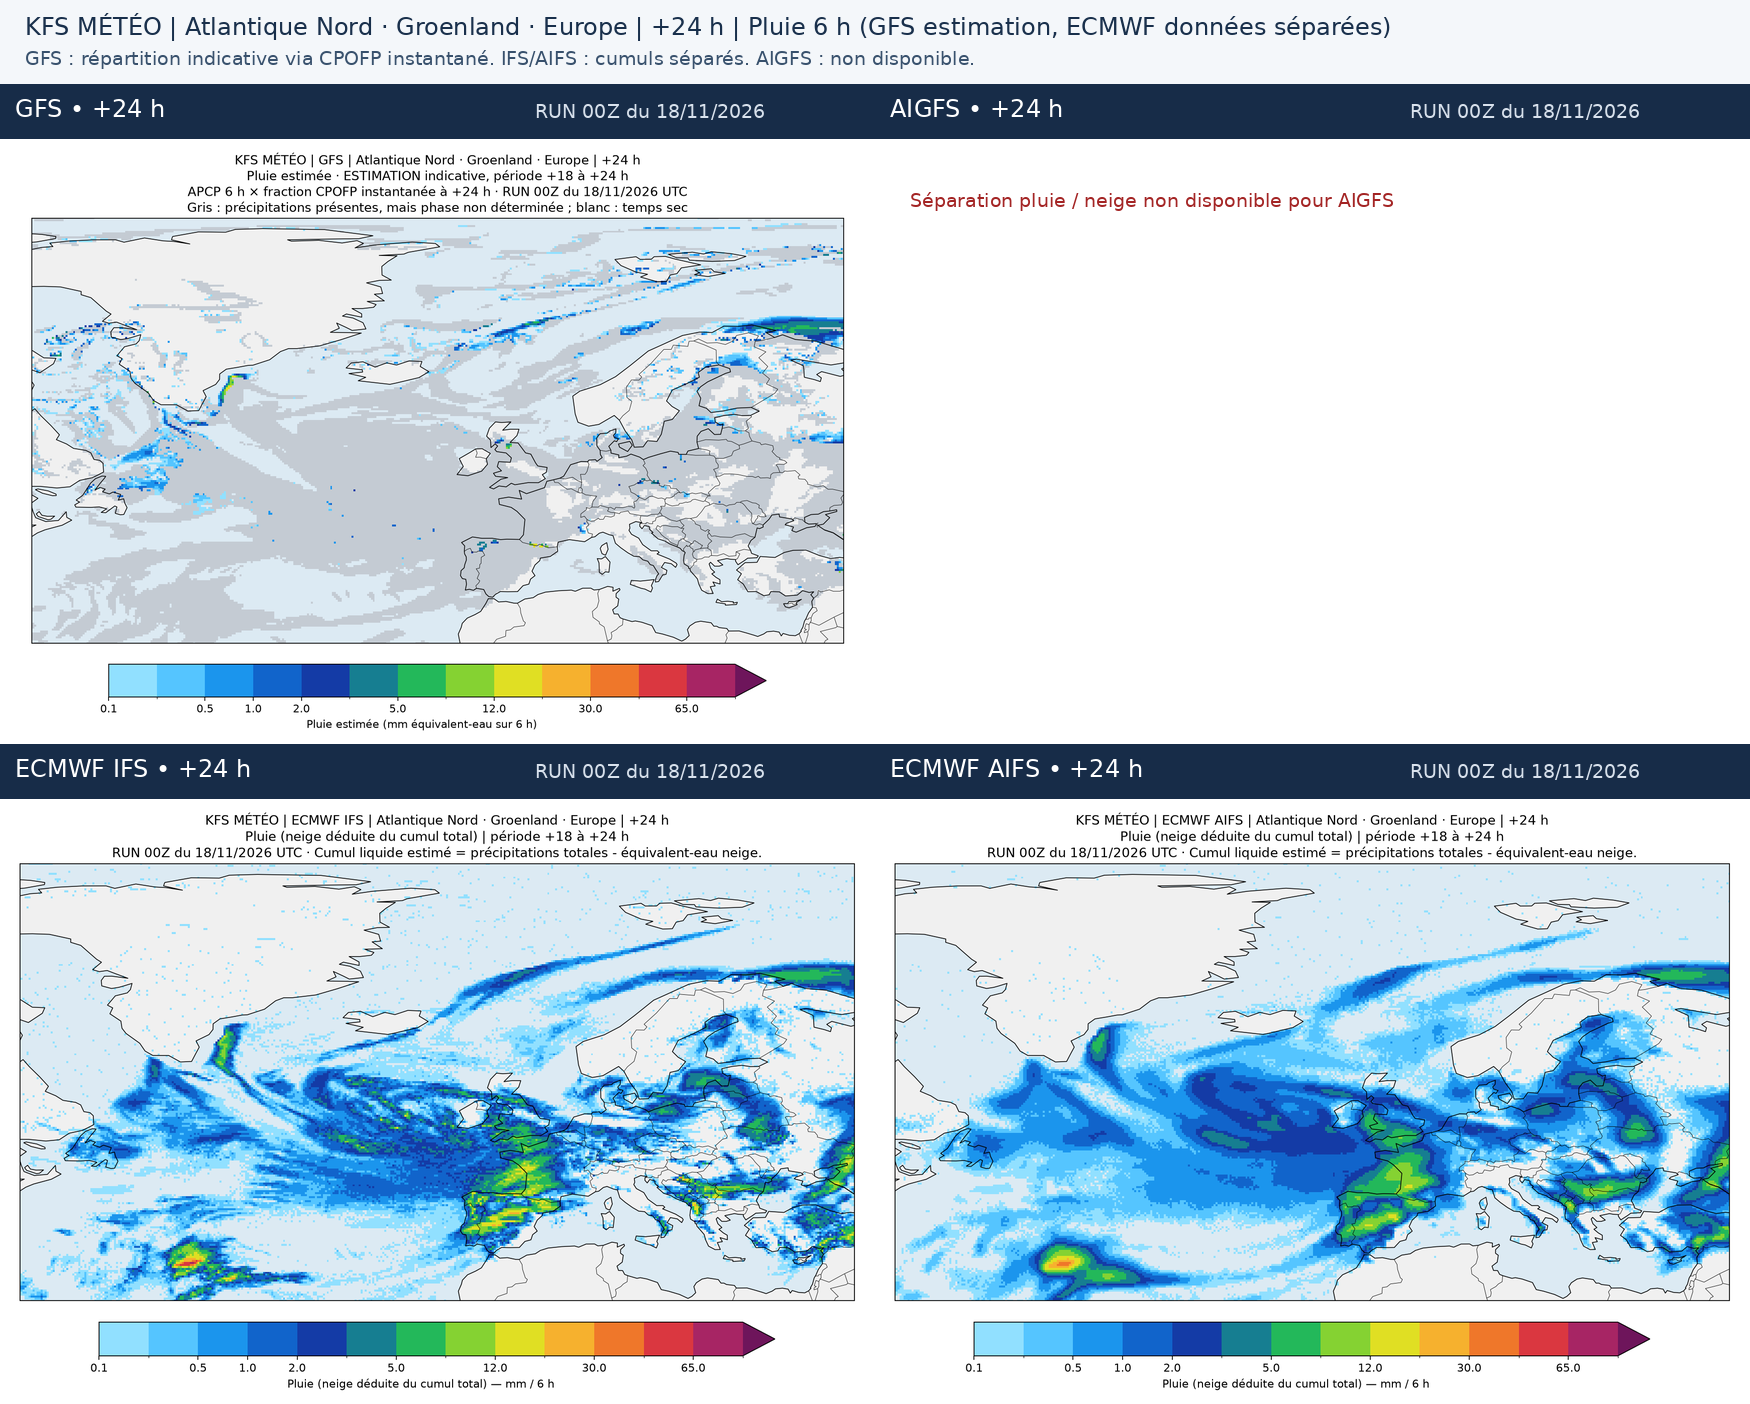 KFS MÉTÉO | Atlantique Nord · Groenland · Europe | +24 h | Pluie 6 h (GFS estimation, ECMWF données séparées)
GFS : répartition indicative via CPOFP instantané. IFS/AIFS : cumuls séparés. AIGFS : non disponible.
GFS • +24 h
RUN 00Z du 18/11/2026
AIGFS • +24 h
RUN 00Z du 18/11/2026
KFS MÉTÉO | GFS | Atlantique Nord · Groenland · Europe | +24 h
Pluie estimée · ESTIMATION indicative, période +18 à +24 h
APCP 6 h × fraction CPOFP instantanée à +24 h · RUN 00Z du 18/11/2026 UTC
Gris : précipitations présentes, mais phase non déterminée ; blanc : temps sec
Séparation pluie / neige non disponible pour AIGFS
0.1 0.5 1.0 2.0 5.0 12.0 30.0 65.0
Pluie estimée (mm équivalent-eau sur 6 h)
ECMWF IFS • +24 h
RUN 00Z du 18/11/2026
ECMWF AIFS • +24 h
RUN 00Z du 18/11/2026
KFS MÉTÉO | ECMWF IFS | Atlantique Nord · Groenland · Europe | +24 h
Pluie (neige déduite du cumul total) | période +18 à +24 h
RUN 00Z du 18/11/2026 UTC · Cumul liquide estimé = précipitations totales - équivalent-eau neige.
0.1 0.5 1.0 2.0 5.0 12.0 30.0 65.0
Pluie (neige déduite du cumul total) — mm / 6 h
KFS MÉTÉO | ECMWF AIFS | Atlantique Nord · Groenland · Europe | +24 h
Pluie (neige déduite du cumul total) | période +18 à +24 h
RUN 00Z du 18/11/2026 UTC · Cumul liquide estimé = précipitations totales - équivalent-eau neige.
0.1 0.5 1.0 2.0 5.0 12.0 30.0 65.0
Pluie (neige déduite du cumul total) — mm / 6 h